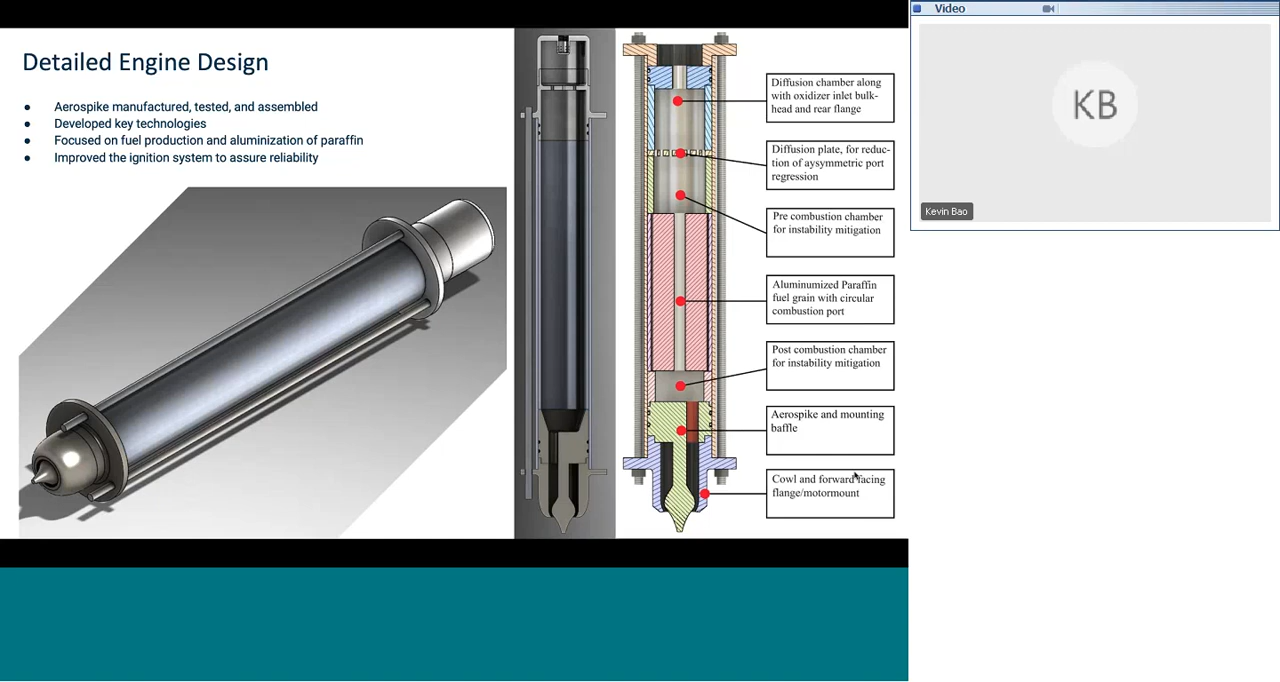 Detailed Engine Design
● Aerospike manufactured, tested, and assembled
● Developed key technologies
● Focused on fuel production and aluminization of paraffin
● Improved the ignition system to assure reliability
Diffusion chamber along
with oxidizer inlet bulk-
head and rear flange
Diffusion plate, for reduc-
tion of aysymmetric port
regression
Pre combustion chamber
for instability mitigation
Aluminumized Paraffin
fuel grain with circular
combustion port
Post combustion chamber
for instability mitigation
Aerospike and mounting
baffle
Cowl and forward facing
flange/motormount
Video
KB
Kevin Bao